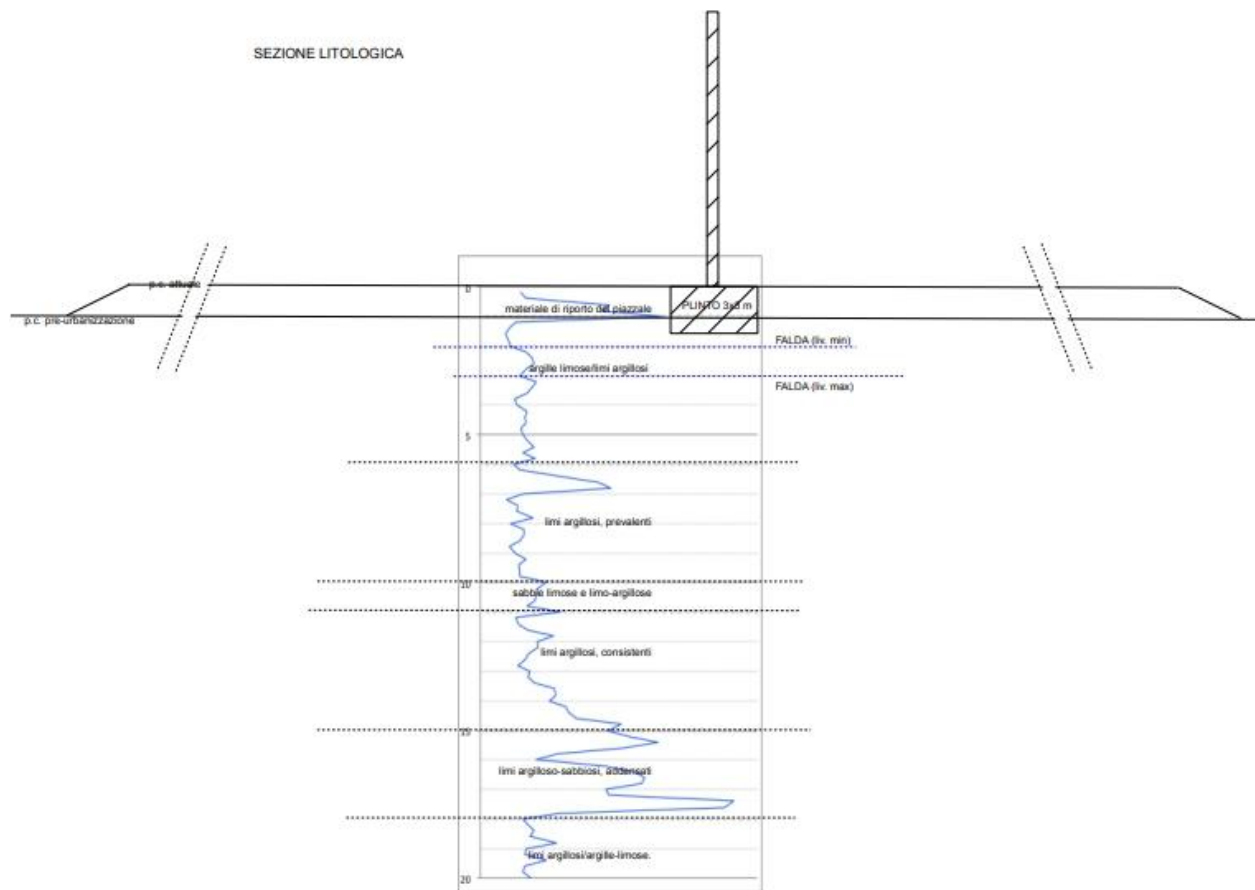 SEZIONE LITOLOGICA
p.c. attuale
0
materiale di riporto del piazzale
PLINTO 3x3 m
p.c. pre-urbanizzazione
FALDA (liv. min)
argille limose/limi argillosi
FALDA (liv. max)
5
limi argillosi, prevalenti
10
sabbie limose e limo-argillose
limi argillosi, consistenti
15
limi argilloso-sabbiosi, addensati
limi argillosi/argille-limose.
20